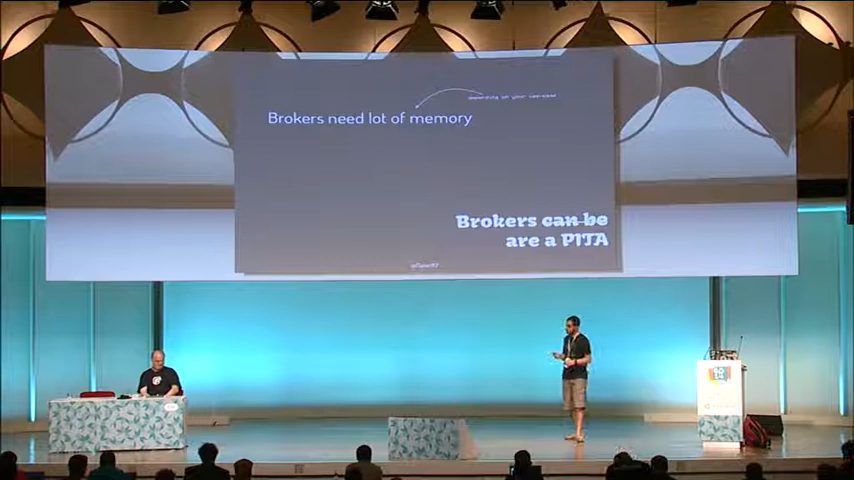 depending on your use-case
Brokers need lot of memory
Brokers can be
are a PITA